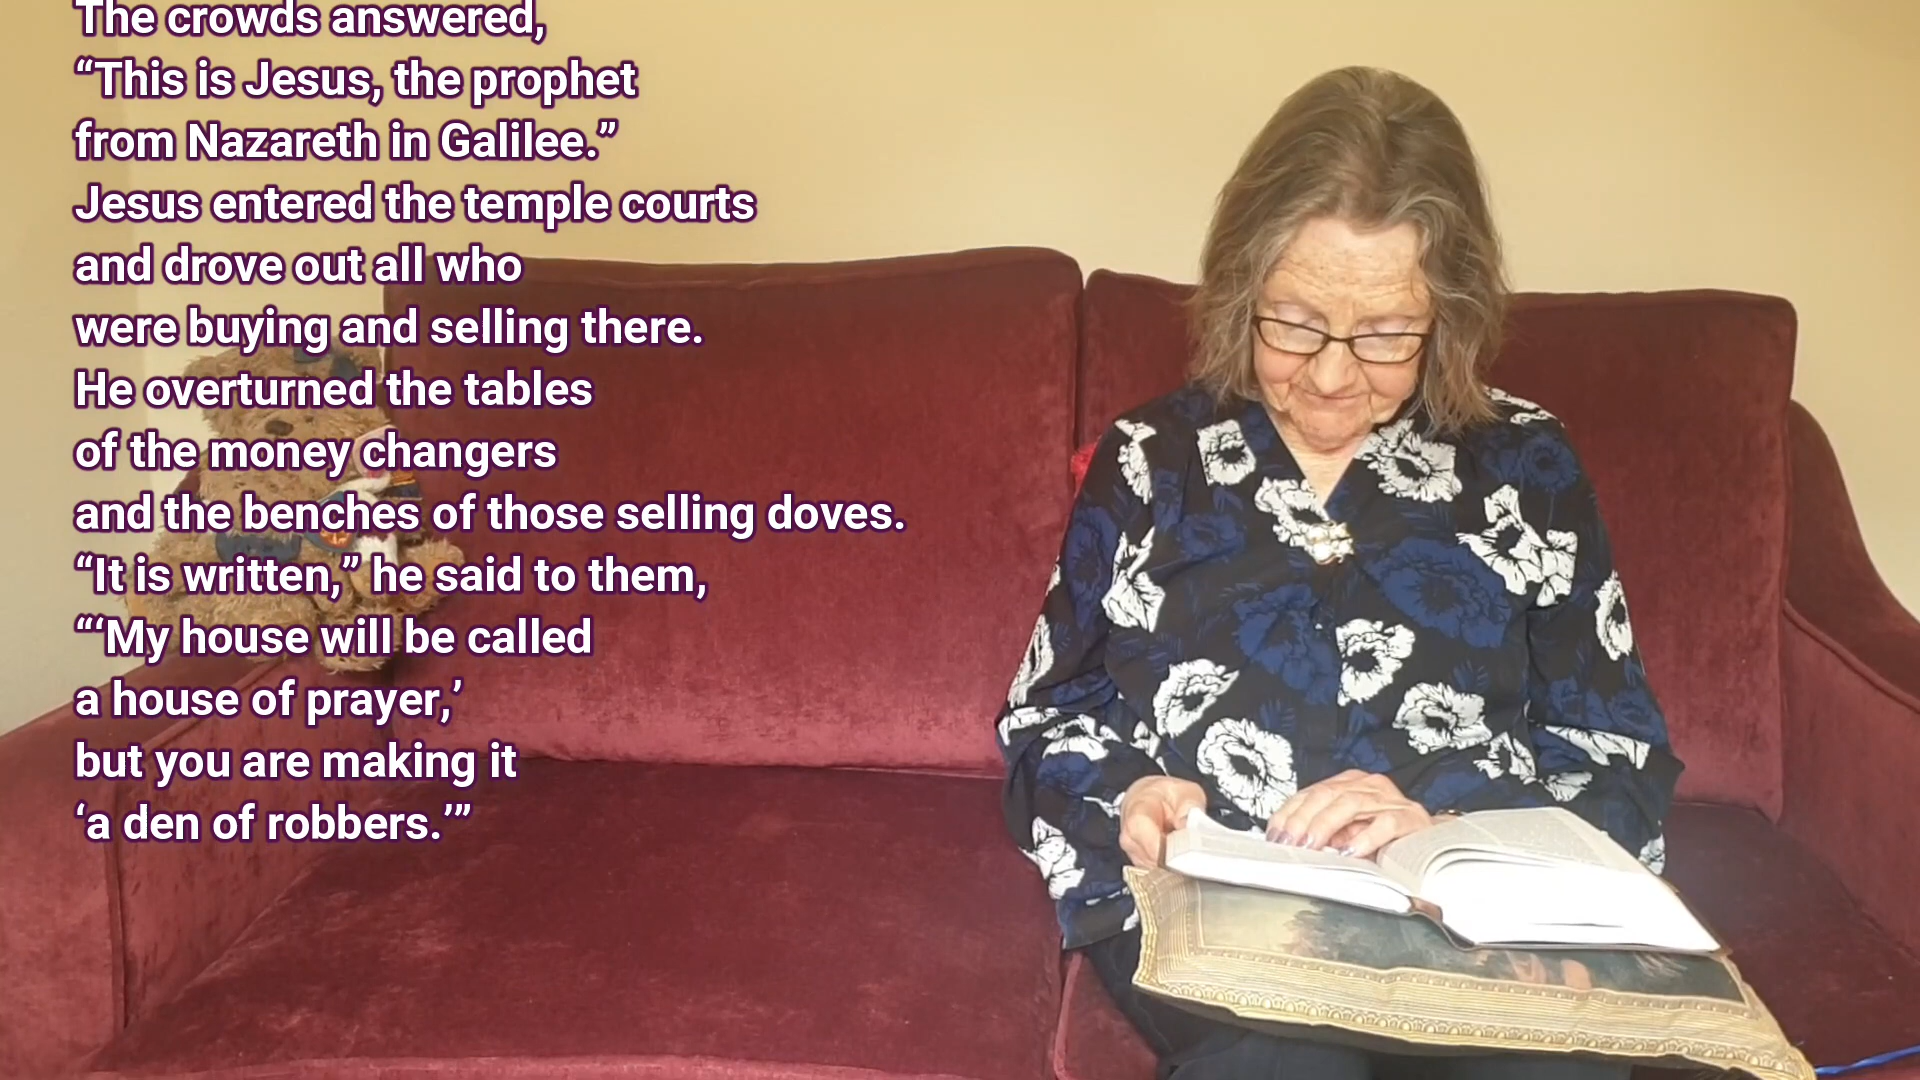 The crowds answered,
“This is Jesus, the prophet
from Nazareth in Galilee.”
Jesus entered the temple courts
and drove out all who
were buying and selling there.
He overturned the tables
of the money changers
and the benches of those selling doves.
“It is written,” he said to them,
“‘My house will be called
a house of prayer,’
but you are making it
‘a den of robbers.’”